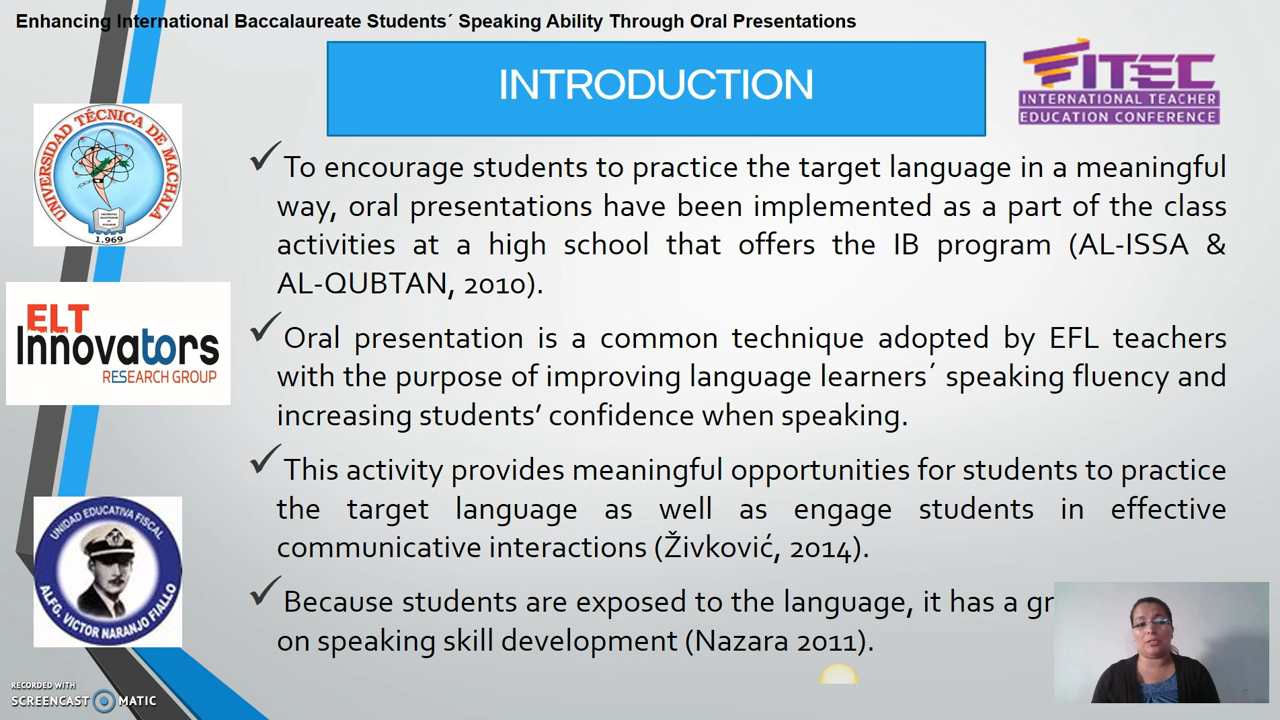 Enhancing International Baccalaureate Students´ Speaking Ability Through Oral Presentations
INTRODUCTION
ITEC
INTERNATIONAL TEACHER
EDUCATION CONFERENCE
UNIVERSIDAD TÉCNICA DE MACHALA
1.969
To encourage students to practice the target language in a meaningful
way, oral presentations have been implemented as a part of the class
activities at a high school that offers the IB program (AL-ISSA &
AL-QUBTAN, 2010).
ELT
Innovators
RESEARCH GROUP
Oral presentation is a common technique adopted by EFL teachers
with the purpose of improving language learners´ speaking fluency and
increasing students’ confidence when speaking.
This activity provides meaningful opportunities for students to practice
the target language as well as engage students in effective
communicative interactions (Živković, 2014).
UNIDAD EDUCATIVA FISCAL
ALFG. VICTOR NARANJO FIALLO
Because students are exposed to the language, it has a
on speaking skill development (Nazara 2011).
RECORDED WITH
SCREENCAST MATIC